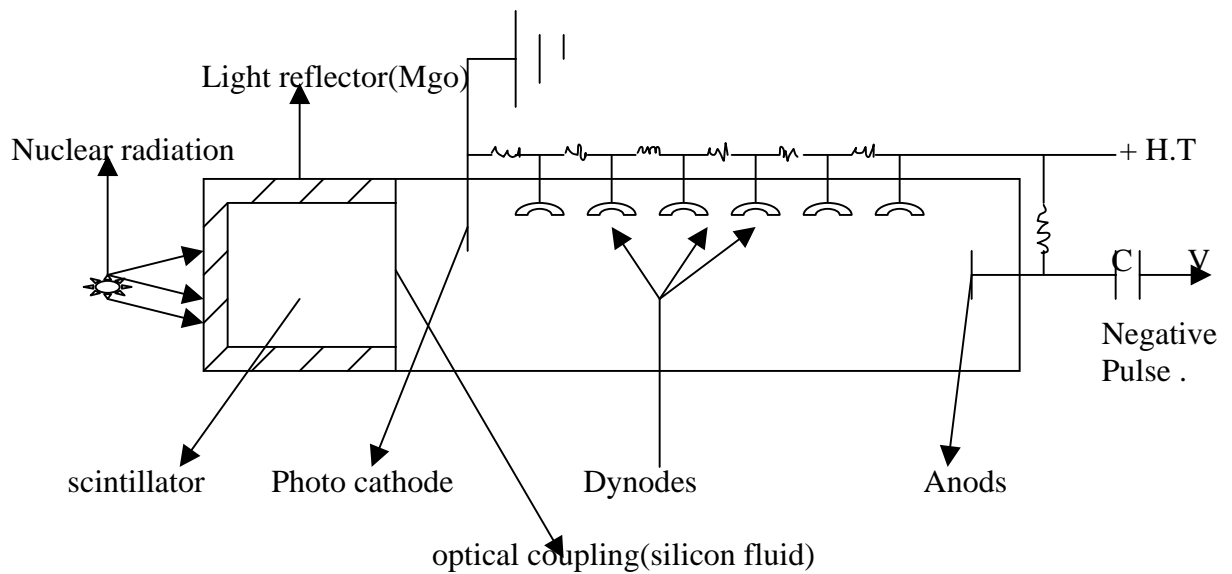 Light reflector(Mgo)
Nuclear radiation
+ H.T
C
V
Negative
Pulse .
scintillator
Photo cathode
Dynodes
Anods
optical coupling(silicon fluid)